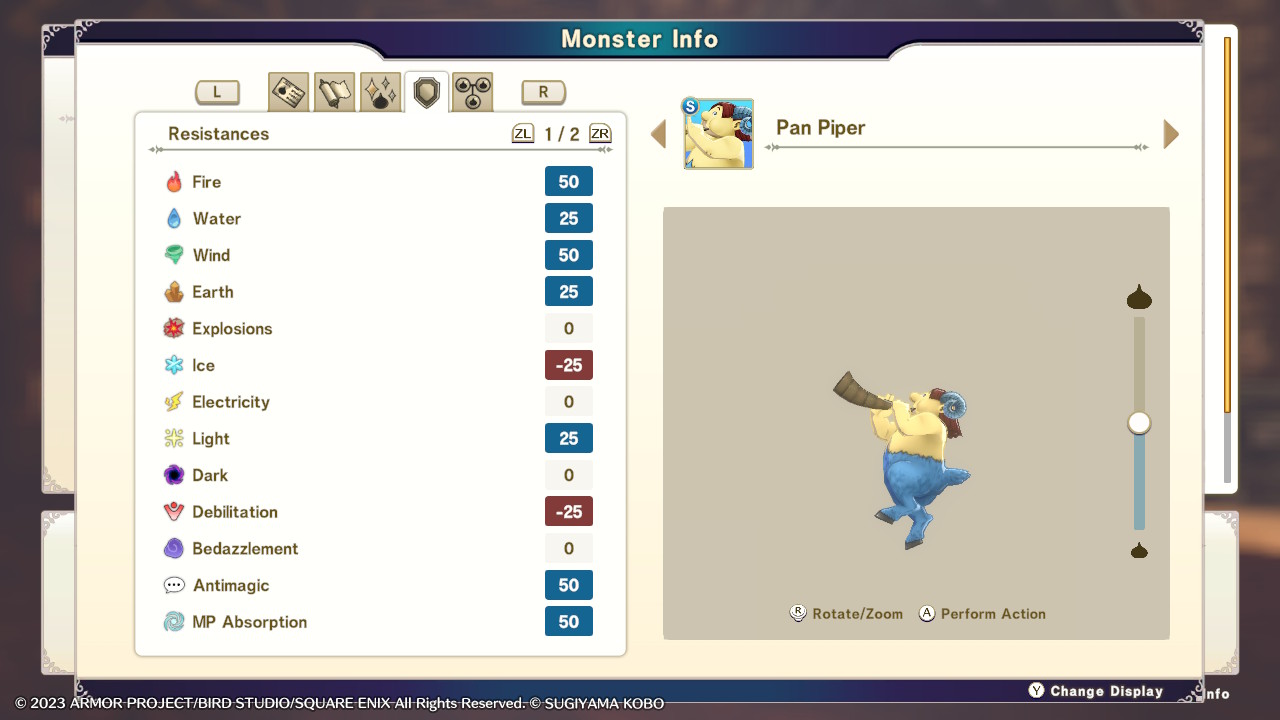 Monster Info
L
R
Resistances
ZL 1 / 2 ZR
Fire 50
Water 25
Wind 50
Earth 25
Explosions 0
Ice -25
Electricity 0
Light 25
Dark 0
Debilitation -25
Bedazzlement 0
Antimagic 50
MP Absorption 50
S
Pan Piper
R Rotate/Zoom A Perform Action
Y Change Display
Info
© 2023 ARMOR PROJECT/BIRD STUDIO/SQUARE ENIX All Rights Reserved. © SUGIYAMA KOBO